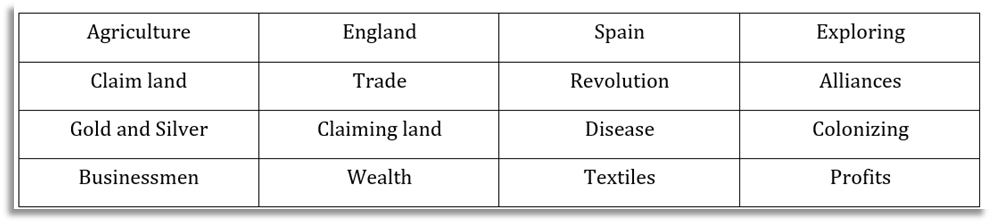 Agriculture England Spain Exploring
Claim land Trade Revolution Alliances
Gold and Silver Claiming land Disease Colonizing
Businessmen Wealth Textiles Profits